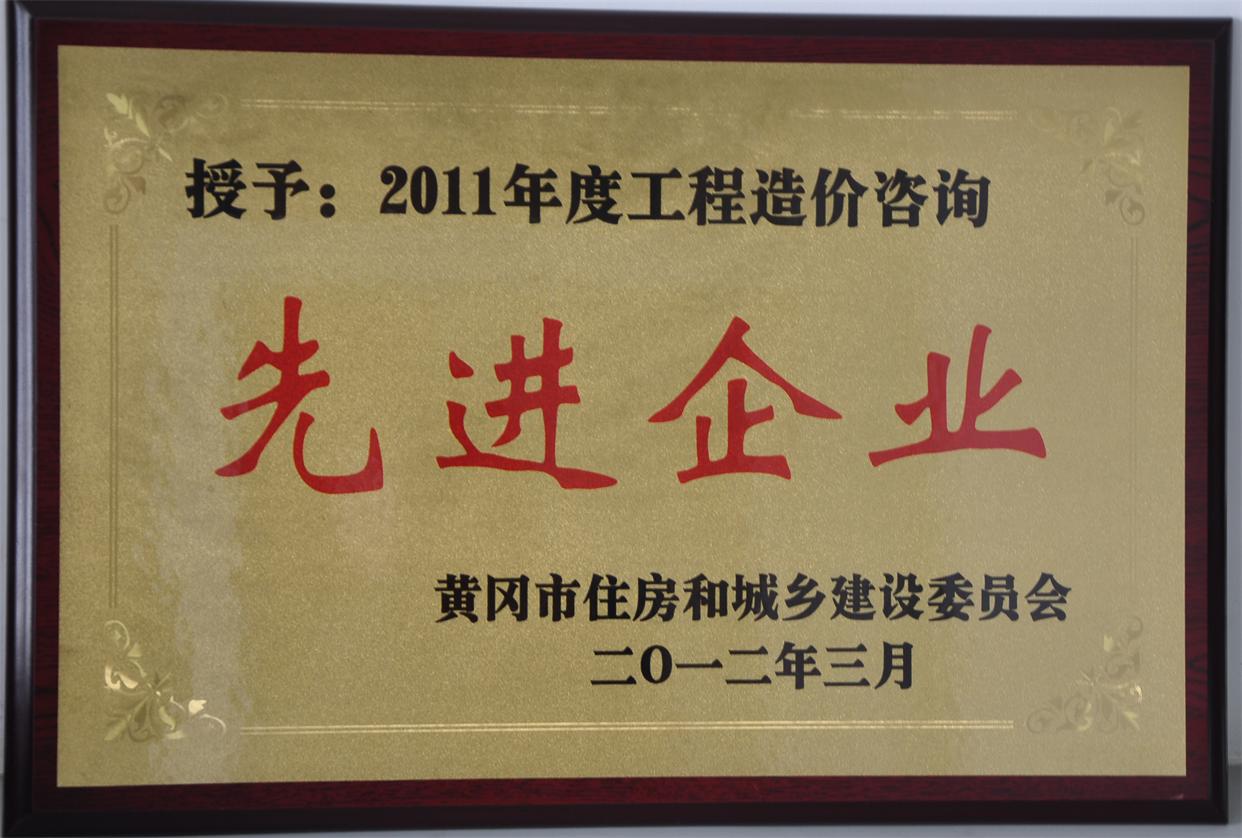 授予：2011年度工程造价咨询
先进企业
黄冈市住房和城乡建设委员会
二O一二年三月